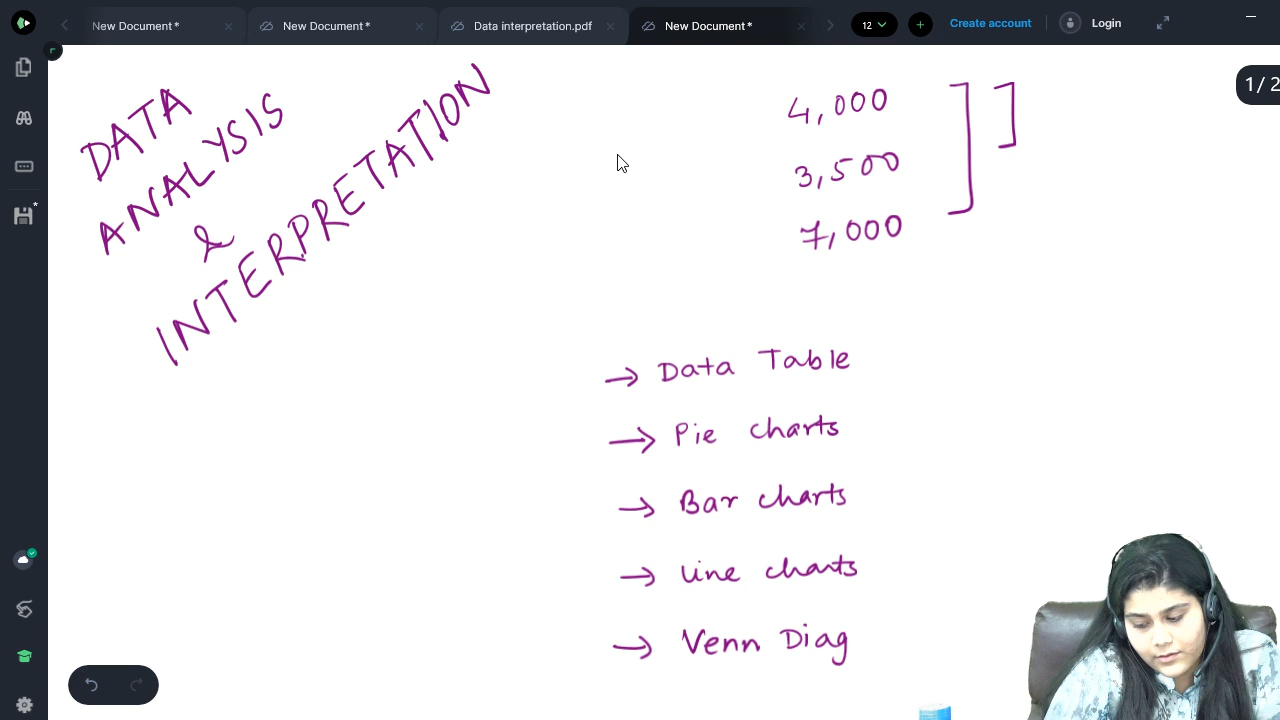 New Document*
New Document*
Data interpretation.pdf
New Document*
12
Create account
Login
1/2
DATA
ANALYSIS
&
INTERPRETATION
4,000
3,500
7,000
→ Data Table
→ Pie charts
→ Bar charts
→ Line charts
→ Venn Diag